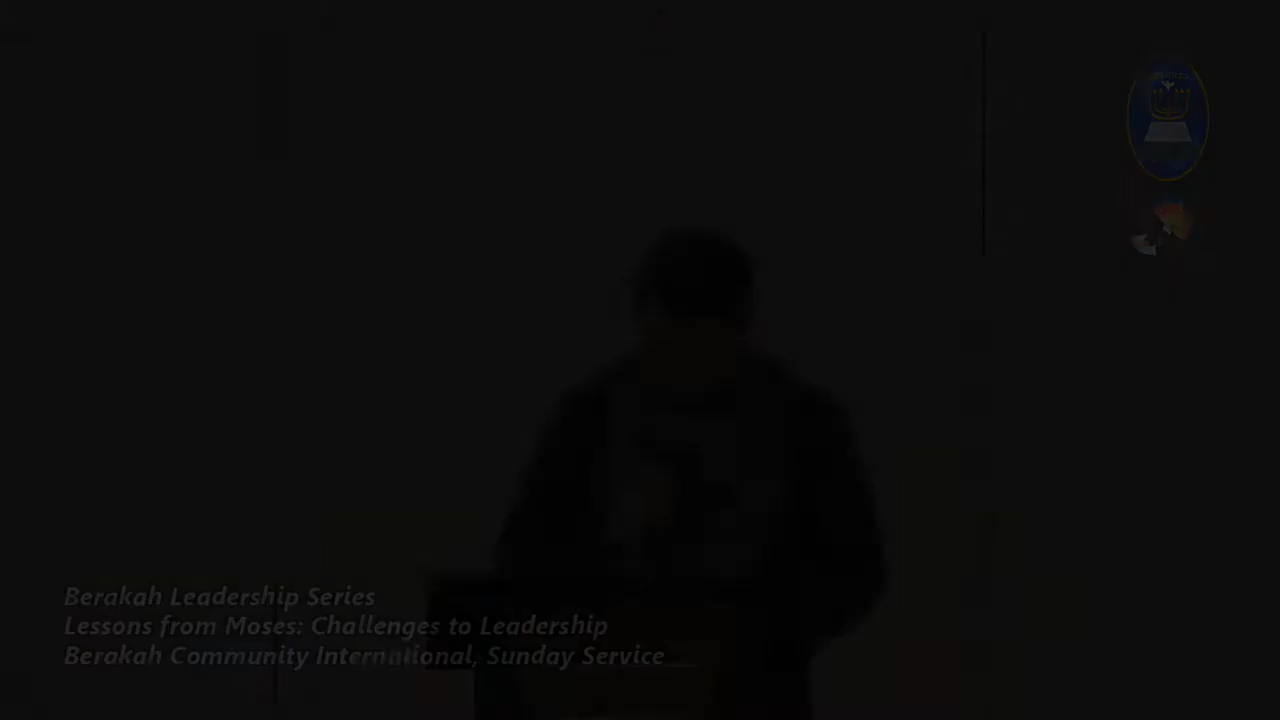 Berakah Leadership Series
Lessons from Moses: Challenges to Leadership
Berakah Community International, Sunday Service